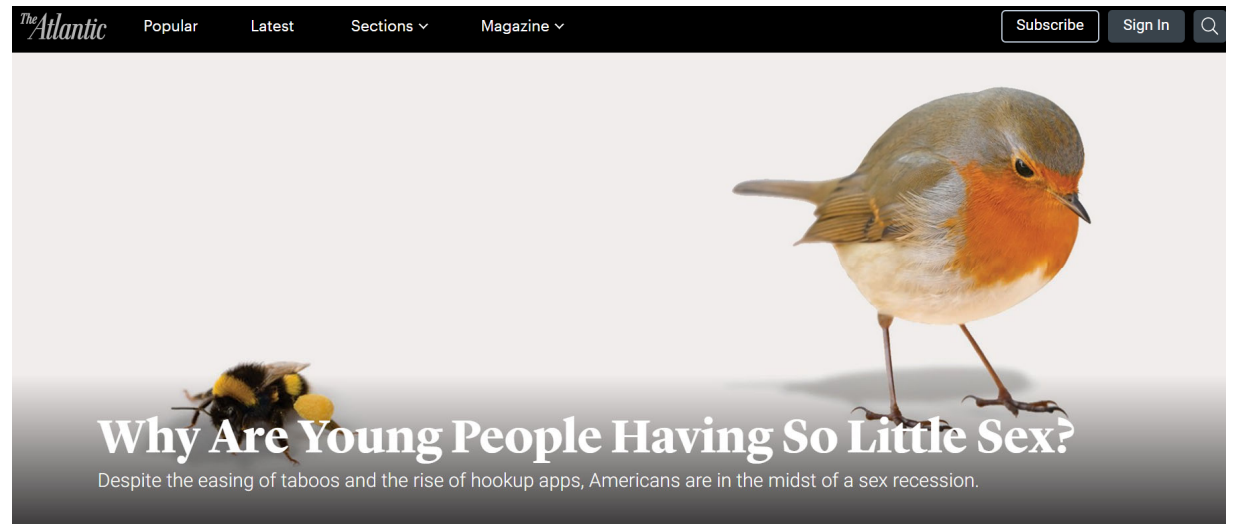 The Atlantic
Popular
Latest
Sections
Magazine
Subscribe
Sign In
Why Are Young People Having So Little Sex?
Despite the easing of taboos and the rise of hookup apps, Americans are in the midst of a sex recession.